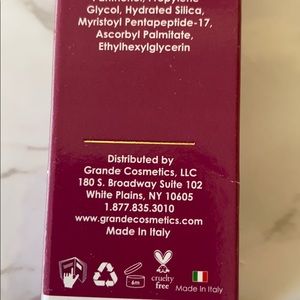 Panthenol, Propylene
Glycol, Hydrated Silica,
Myristoyl Pentapeptide-17,
Ascorbyl Palmitate,
Ethylhexylglycerin
Distributed by
Grande Cosmetics, LLC
180 S. Broadway Suite 102
White Plains, NY 10605
1.877.835.3010
www.grandecosmetics.com
Made In Italy
6m
cruelty
free
Made In Italy